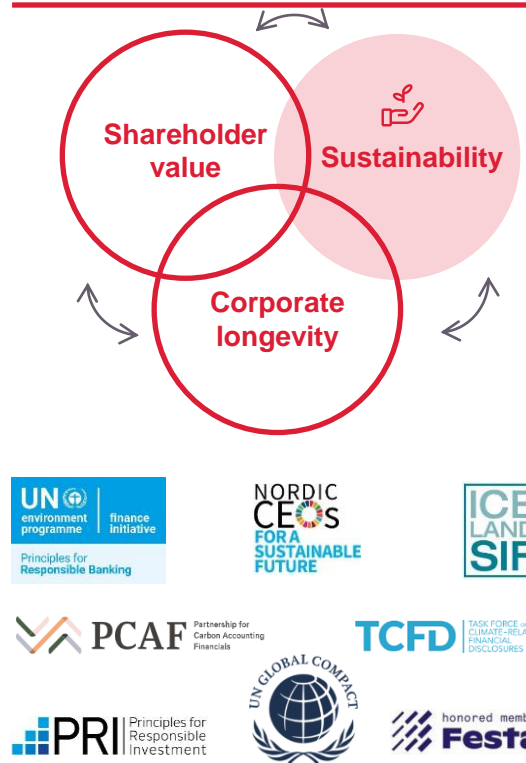 Shareholder
value
Sustainability
Corporate
longevity
UN
environment
programme
finance
initiative
Principles for
Responsible Banking
NORDIC
CEOs
FOR A
SUSTAINABLE
FUTURE
ICE
LAND
SIF
PCAF
Partnership for
Carbon Accounting
Financials
TCFD
TASK FORCE
CLIMATE-RELA
FINANCIAL
DISCLOSURES
UN GLOBAL COMPACT
PRI
Principles for
Responsible
Investment
honored memb
Festa